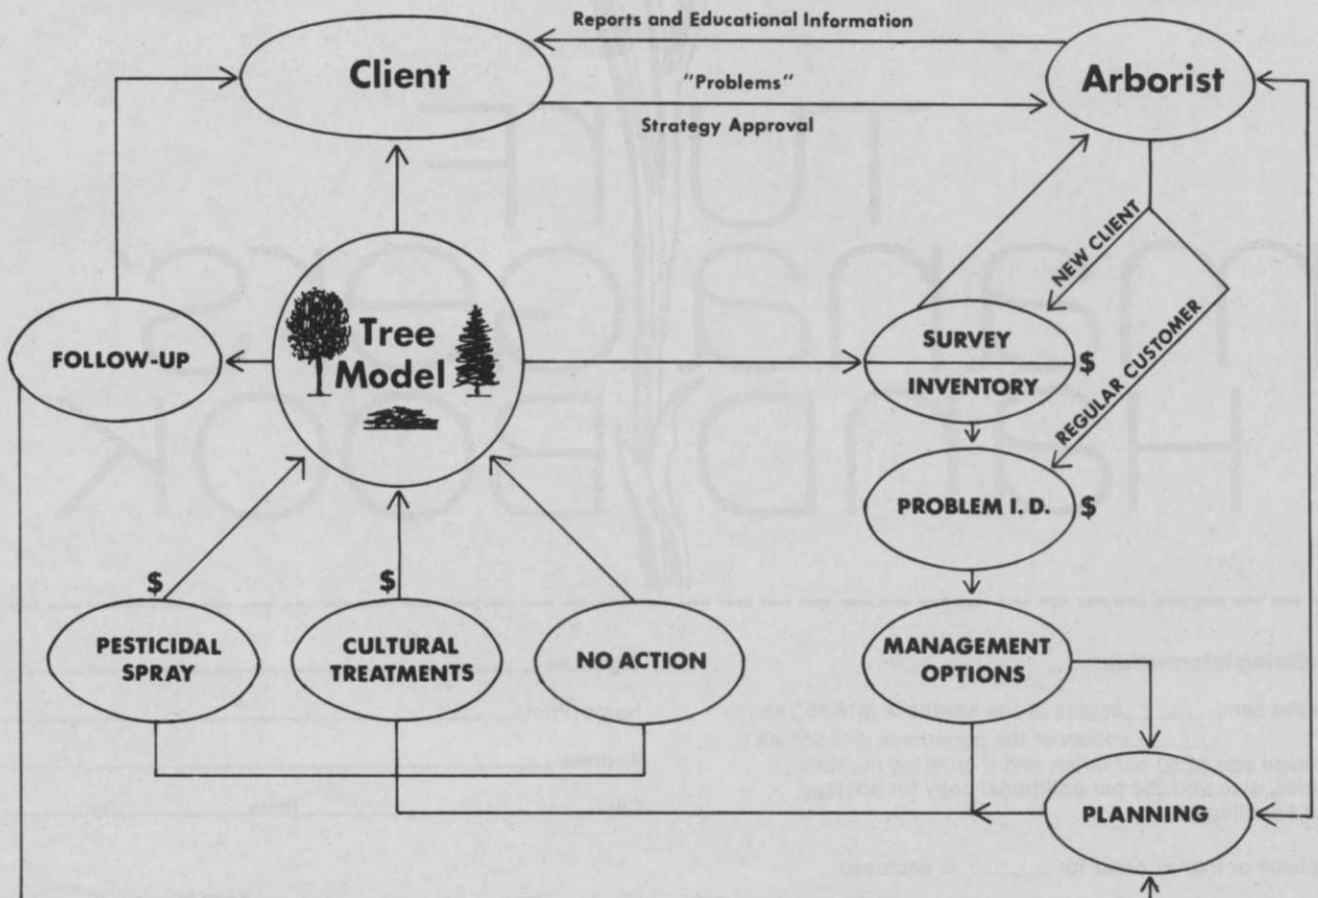 Reports and Educational Information
Client
"Problems"
Arborist
Strategy Approval
NEW CLIENT
REGULAR CUSTOMER
FOLLOW-UP
Tree
Model
SURVEY
$
INVENTORY
PROBLEM I. D. $
$
$
PESTICIDAL
SPRAY
CULTURAL
TREATMENTS
NO ACTION
MANAGEMENT
OPTIONS
PLANNING